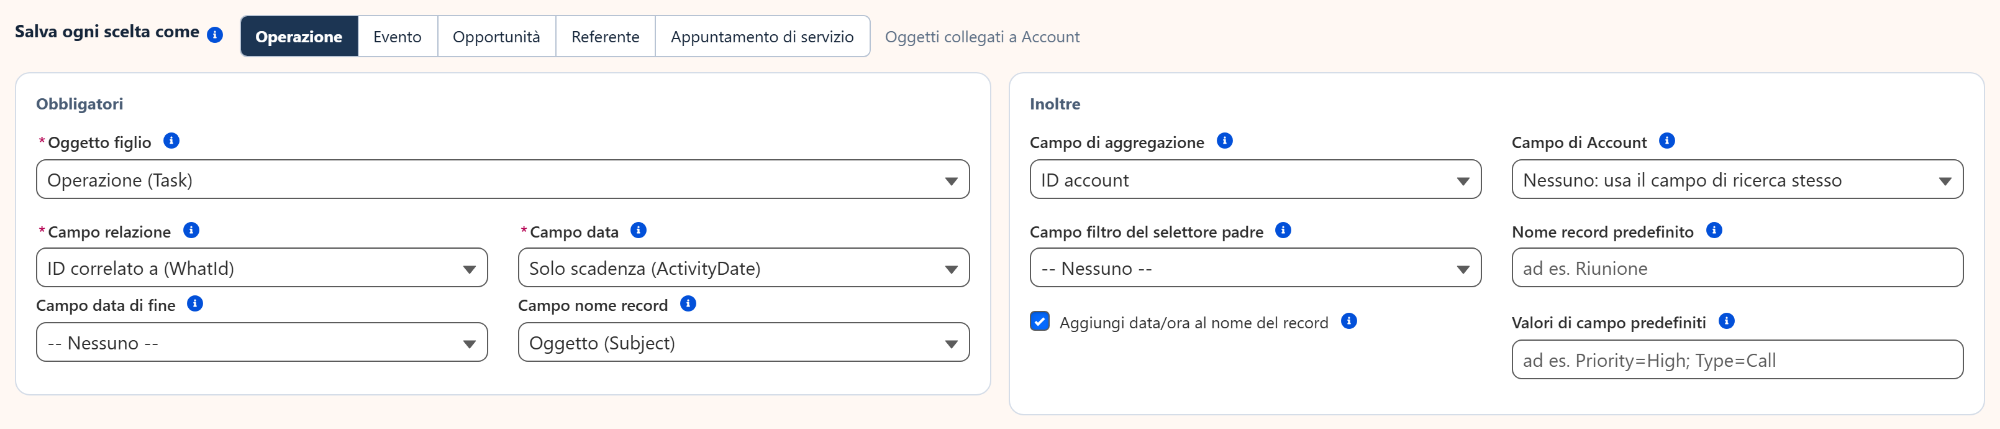 Salva ogni scelta come
Operazione
Evento
Opportunità
Referente
Appuntamento di servizio
Oggetti collegati a Account
Obbligatori
* Oggetto figlio
Operazione (Task)
* Campo relazione
* Campo data
ID correlato a (WhatId)
Solo scadenza (ActivityDate)
Campo data di fine
Campo nome record
-- Nessuno --
Oggetto (Subject)
Inoltre
Campo di aggregazione
Campo di Account
ID account
Nessuno: usa il campo di ricerca stesso
Campo filtro del selettore padre
Nome record predefinito
-- Nessuno --
ad es. Riunione
Aggiungi data/ora al nome del record
Valori di campo predefiniti
ad es. Priority=High; Type=Call